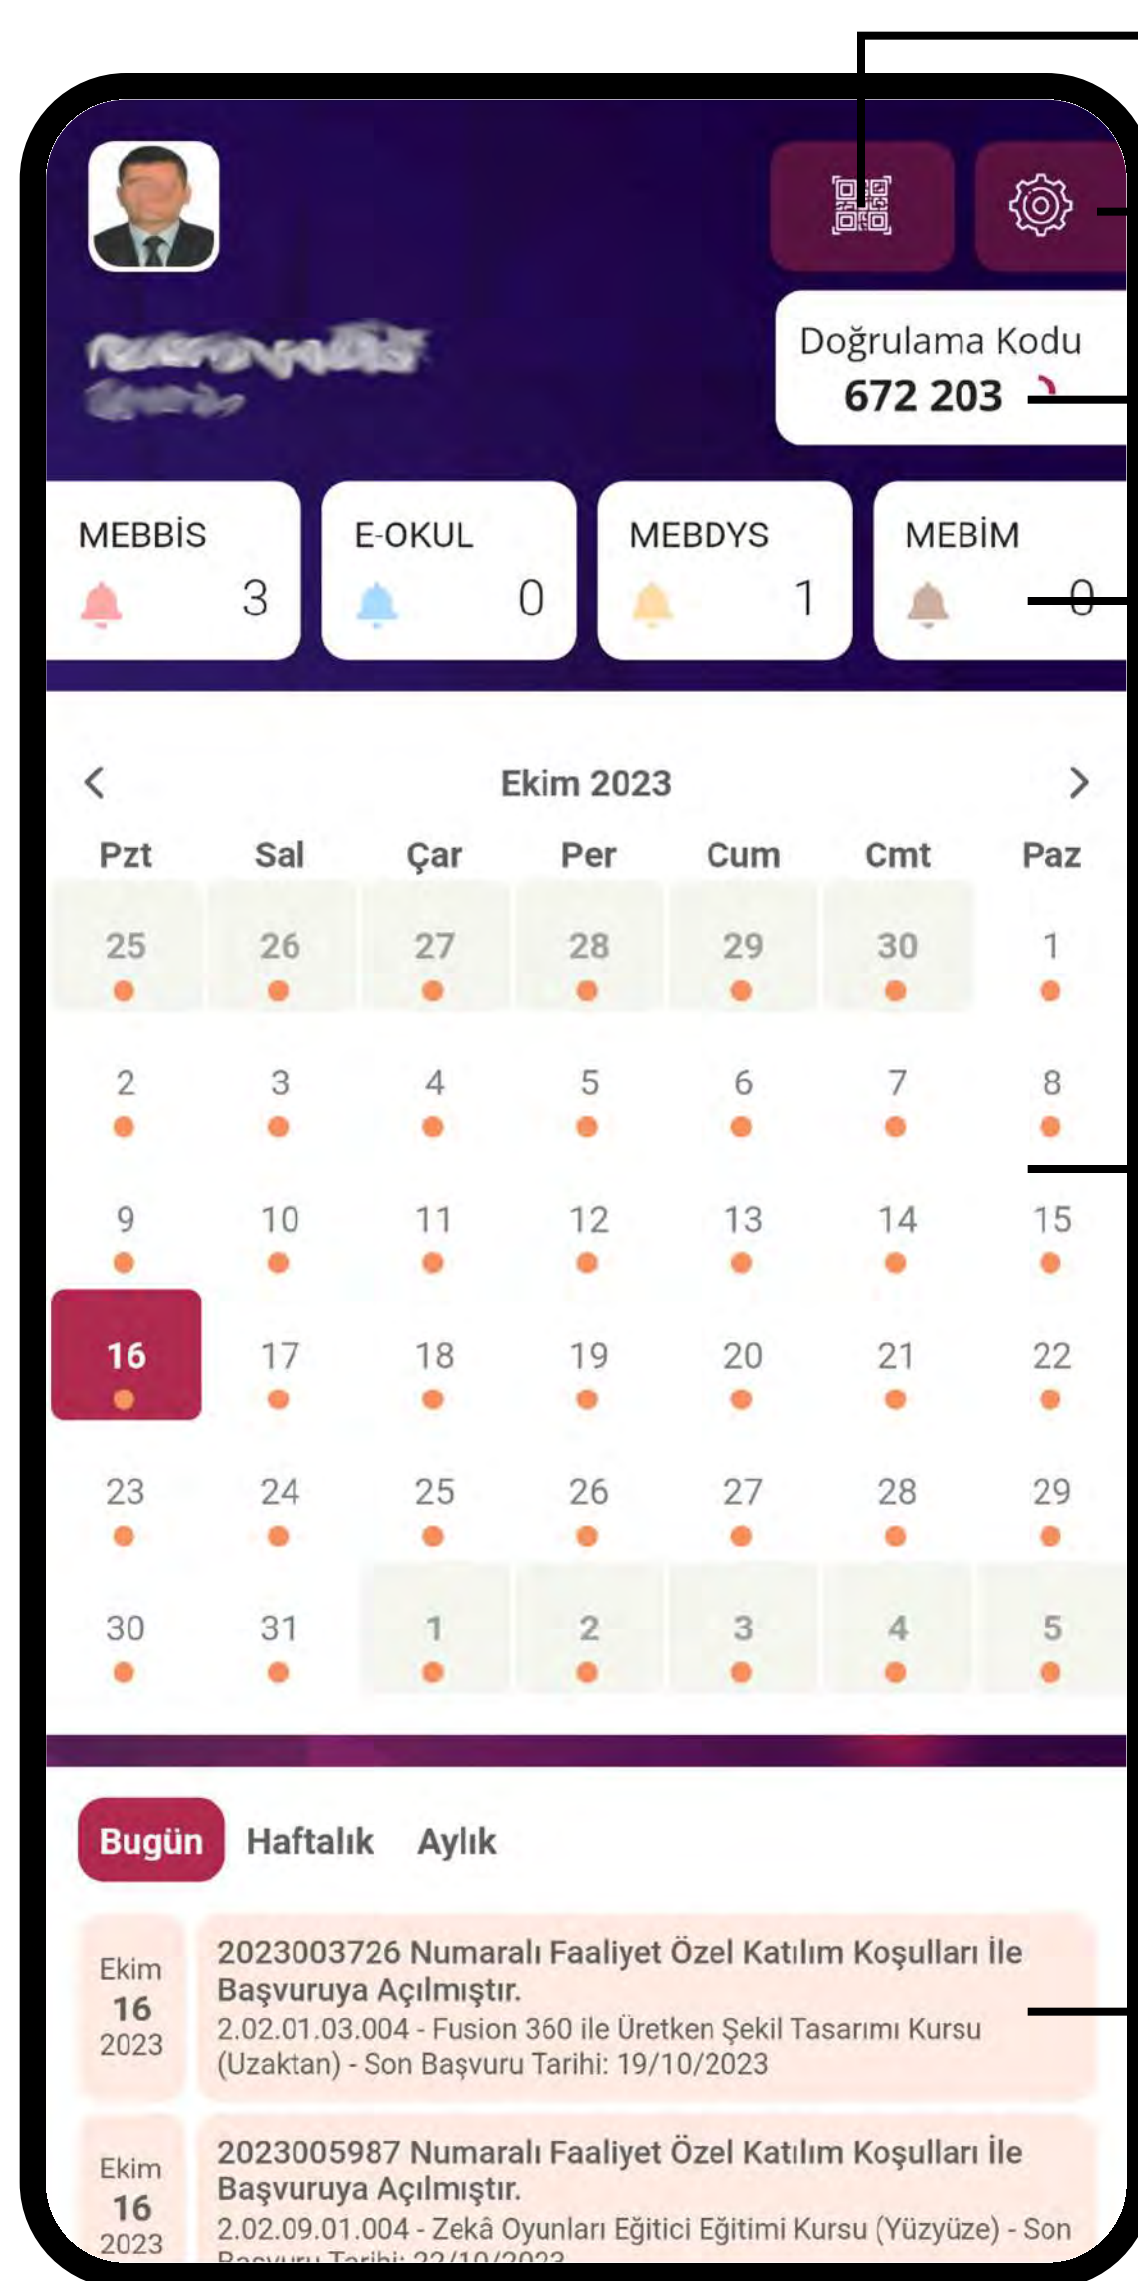 Doğrulama Kodu
672 203
MEBBİS E-OKUL MEBDYS MEBİM
3 0 1 0
Ekim 2023
Pzt Sal Çar Per Cum Cmt Paz
25 26 27 28 29 30 1
2 3 4 5 6 7 8
9 10 11 12 13 14 15
16 17 18 19 20 21 22
23 24 25 26 27 28 29
30 31 1 2 3 4 5
Bugün Haftalık Aylık
Ekim
16
2023
2023003726 Numaralı Faaliyet Özel Katılım Koşulları İle
Başvuruya Açılmıştır.
2.02.01.03.004 - Fusion 360 ile Üretken Şekil Tasarımı Kursu
(Uzaktan) - Son Başvuru Tarihi: 19/10/2023
Ekim
16
2023
2023005987 Numaralı Faaliyet Özel Katılım Koşulları İle
Başvuruya Açılmıştır.
2.02.09.01.004 - Zekâ Oyunları Eğitici Eğitimi Kursu (Yüzyüze) - Son
Başvuru Tarihi: 22/10/2023